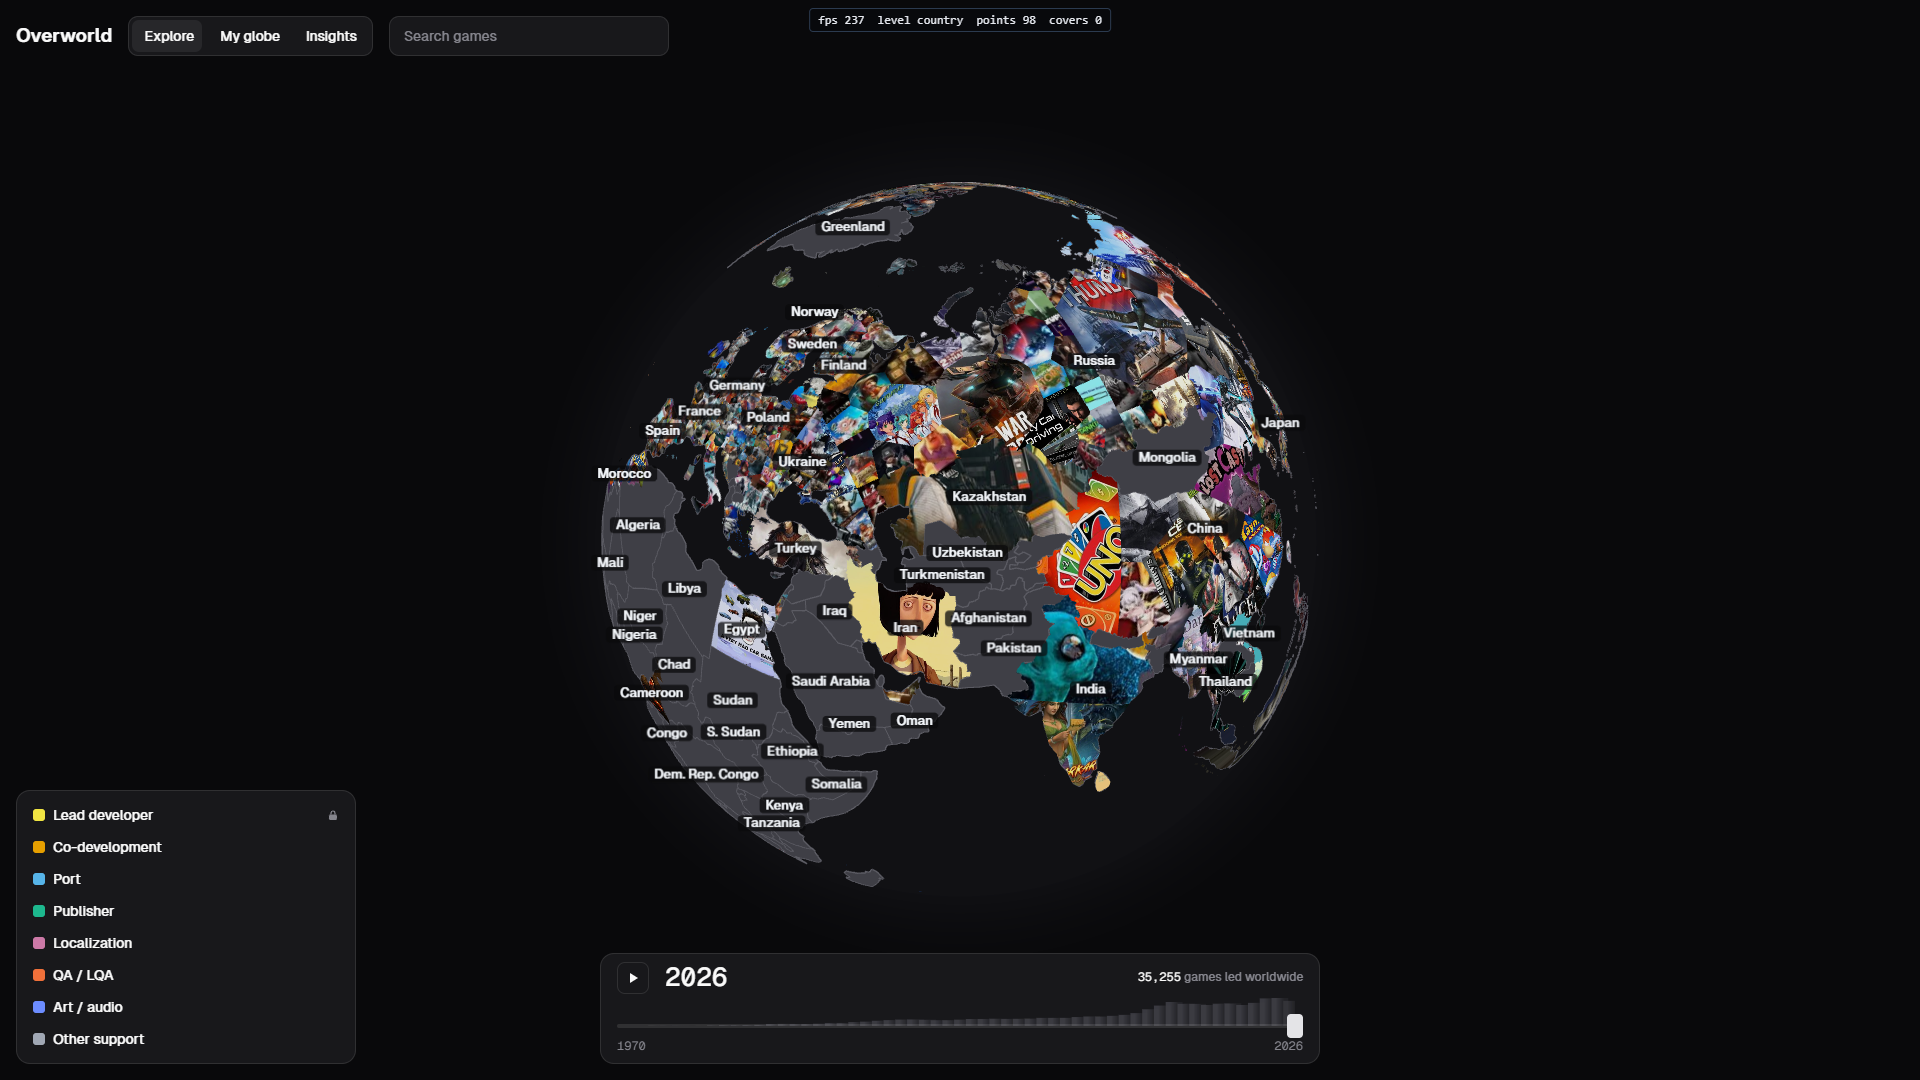 Overworld
Explore
My globe
Insights
Search games
fps 237 level country points 98 covers 0
Greenland
Norway
Sweden
Finland
Russia
Germany
France
Poland
Spain
Japan
Ukraine
Mongolia
Morocco
Kazakhstan
Algeria
China
Turkey
Uzbekistan
Mali
Turkmenistan
Libya
Iraq
Niger
Egypt
Iran
Afghanistan
Nigeria
Vietnam
Pakistan
Chad
Myanmar
Saudi Arabia
Thailand
Cameroon
India
Sudan
Yemen
Oman
Congo
S. Sudan
Ethiopia
Dem. Rep. Congo
Somalia
Kenya
Tanzania
WAR
y Car
Driving
UNO
Lead developer
Co-development
Port
Publisher
Localization
QA / LQA
Art / audio
Other support
2026
35,255 games led worldwide
1970
2026